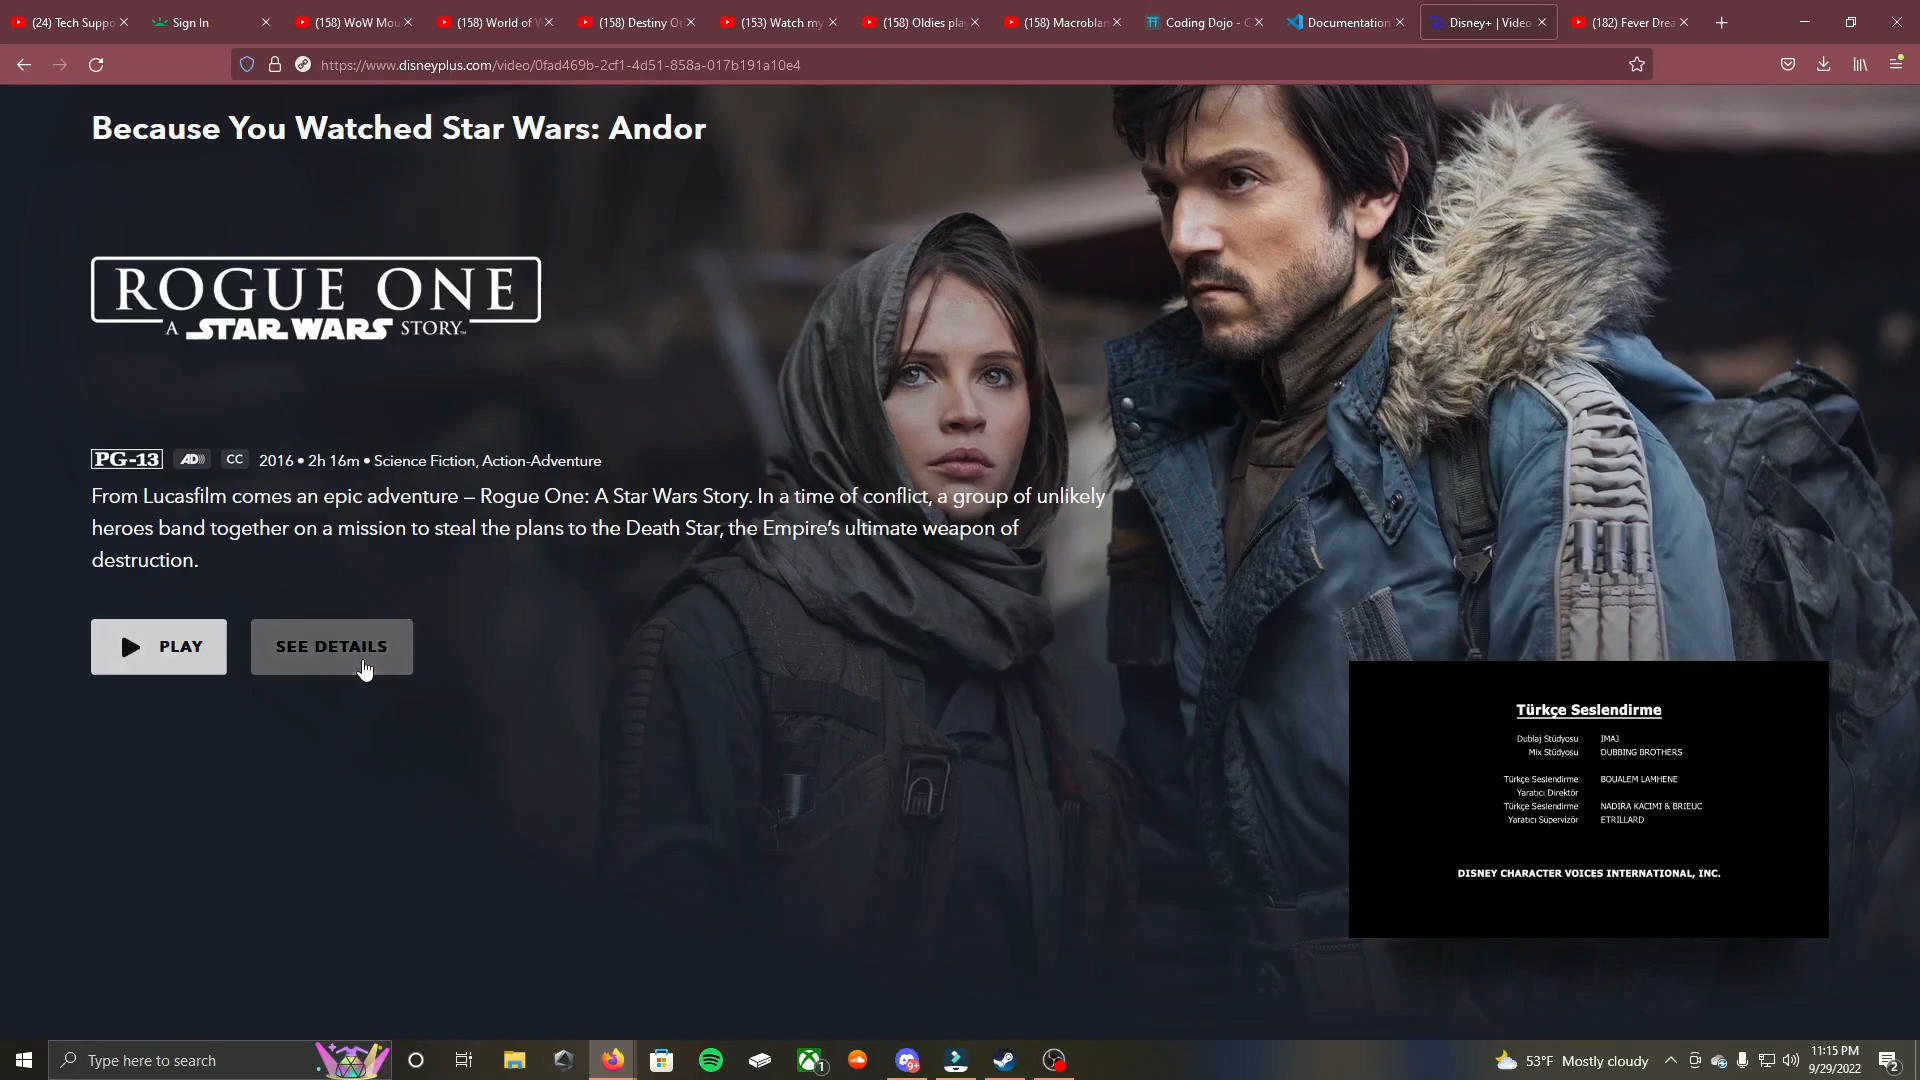 (24) Tech Suppo
Sign In
(158) WoW Mou
(158) World of W
(158) Destiny O
(153) Watch my
(158) Oldies pla
(158) Macroblan
Coding Dojo - C
Documentation
Disney+ | Video
(182) Fever Drea
https://www.disneyplus.com/video/0fad469b-2cf1-4d51-858a-017b191a10e4
Because You Watched Star Wars: Andor
ROGUE ONE
A STAR WARS STORY™
PG-13 AD CC 2016 • 2h 16m • Science Fiction, Action-Adventure
From Lucasfilm comes an epic adventure – Rogue One: A Star Wars Story. In a time of conflict, a group of unlikely
heroes band together on a mission to steal the plans to the Death Star, the Empire's ultimate weapon of
destruction.
PLAY
SEE DETAILS
Türkçe Seslendirme
Dublaj Stüdyosu IMAJ
Mix Stüdyosu DUBBING BROTHERS
Türkçe Seslendirme BOUALEM LAMHENE
Yaratıcı Direktör
Türkçe Seslendirme NADIRA KACIMI & BRIEUC
Yaratıcı Süpervizör ETRILLARD
DISNEY CHARACTER VOICES INTERNATIONAL, INC.
Type here to search
1
9+
53°F Mostly cloudy
11:15 PM
9/29/2022
2